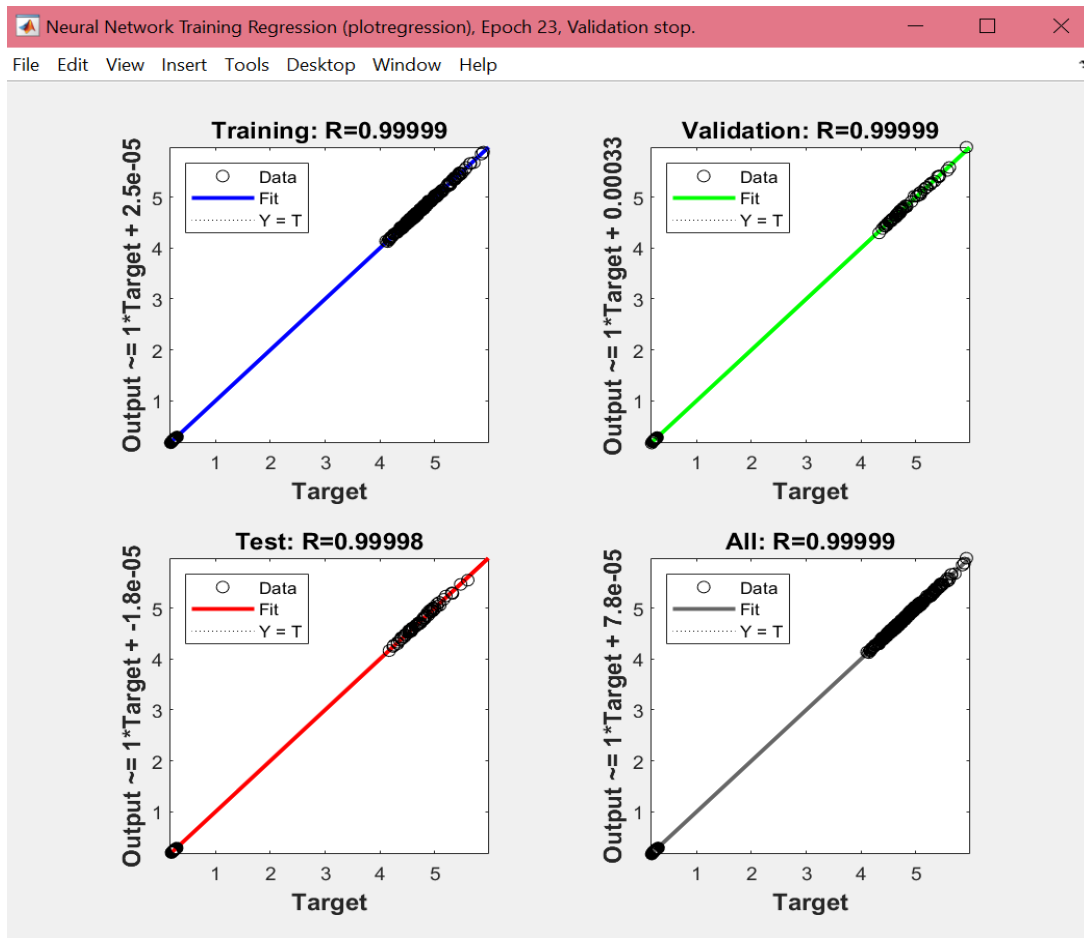 Neural Network Training Regression (plotregression), Epoch 23, Validation stop.
File Edit View Insert Tools Desktop Window Help
Training: R=0.99999
Output ~= 1*Target + 2.5e-05
Data
Fit
Y = T
5
4
3
2
1
1 2 3 4 5
Target
Validation: R=0.99999
Output ~= 1*Target + 0.00033
Data
Fit
Y = T
5
4
3
2
1
1 2 3 4 5
Target
Test: R=0.99998
Output ~= 1*Target + -1.8e-05
Data
Fit
Y = T
5
4
3
2
1
1 2 3 4 5
Target
All: R=0.99999
Output ~= 1*Target + 7.8e-05
Data
Fit
Y = T
5
4
3
2
1
1 2 3 4 5
Target